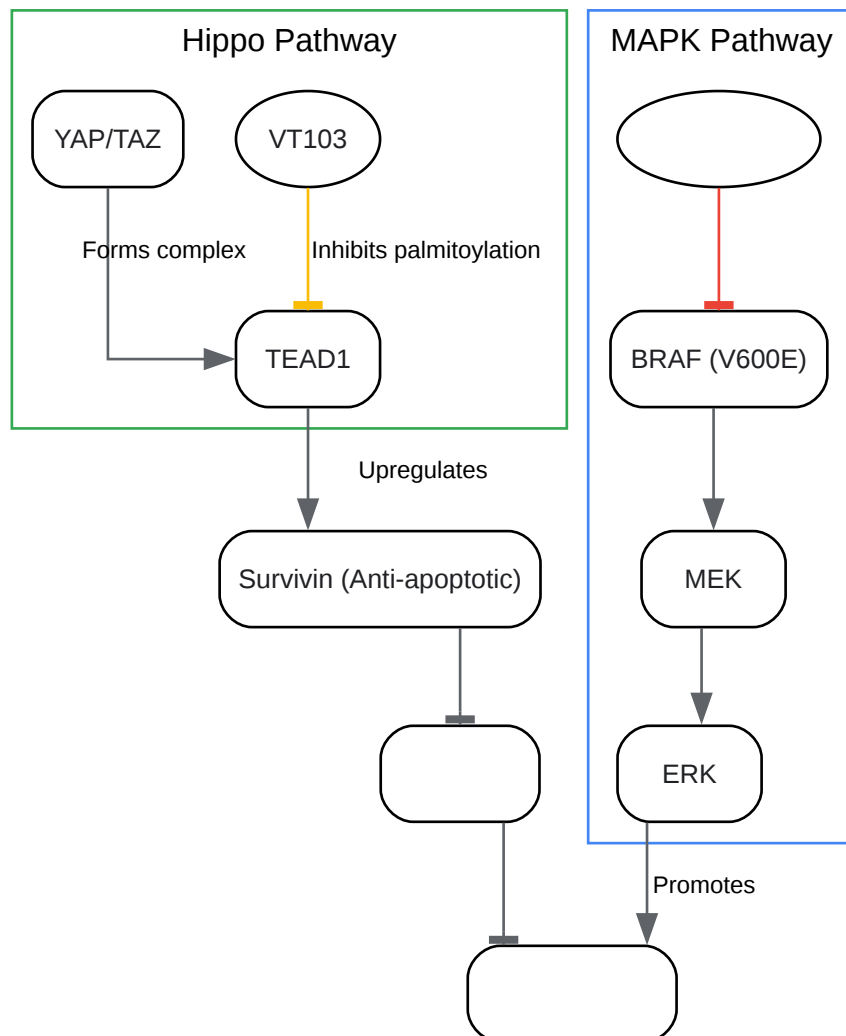 Hippo Pathway
MAPK Pathway
YAP/TAZ
VT103
Forms complex
Inhibits palmitoylation
TEAD1
BRAF (V600E)
Upregulates
Survivin (Anti-apoptotic)
MEK
ERK
Promotes